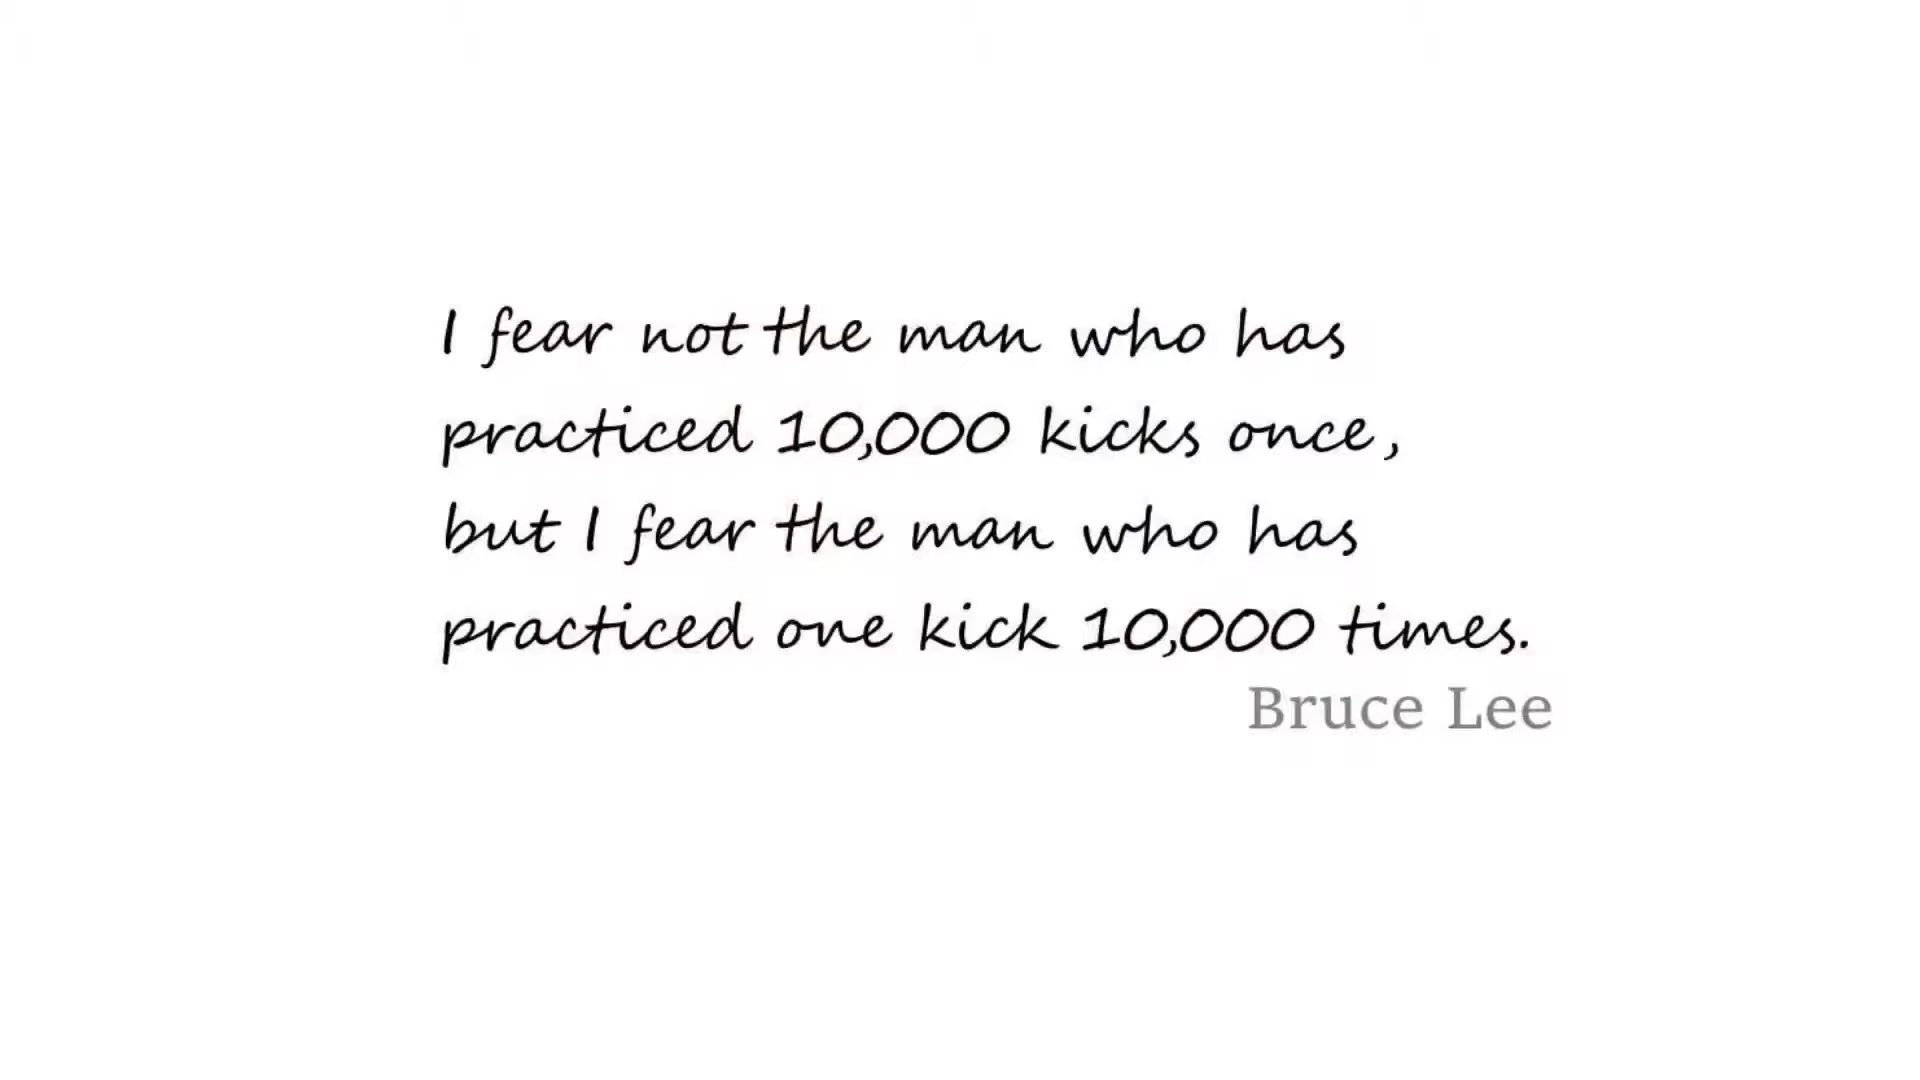 I fear not the man who has
practiced 10,000 kicks once,
but I fear the man who has
practiced one kick 10,000 times.
Bruce Lee